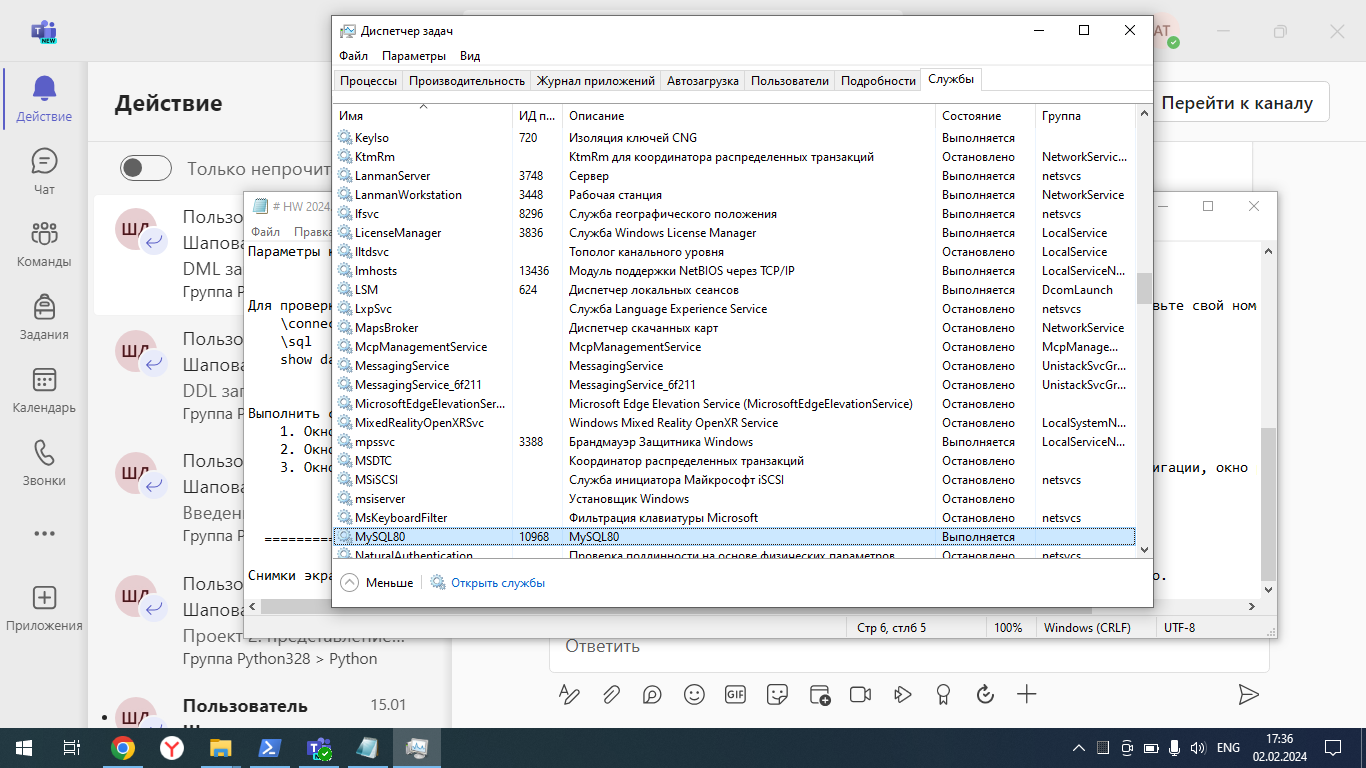 Диспетчер задач
Файл Параметры Вид
Процессы Производительность Журнал приложений Автозагрузка Пользователи Подробности Службы
Имя ИД п... Описание Состояние Группа
KeyIso 720 Изоляция ключей CNG Выполняется
KtmRm KtmRm для координатора распределенных транзакций Остановлено NetworkServic...
LanmanServer 3748 Сервер Выполняется netsvcs
LanmanWorkstation 3448 Рабочая станция Выполняется NetworkService
lfsvc 8296 Служба географического положения Выполняется netsvcs
LicenseManager 3836 Служба Windows License Manager Выполняется LocalService
lltdsvc Тополог канального уровня Остановлено LocalService
lmhosts 13436 Модуль поддержки NetBIOS через TCP/IP Выполняется LocalServiceN...
LSM 624 Диспетчер локальных сеансов Выполняется DcomLaunch
LxpSvc Служба Language Experience Service Остановлено netsvcs
MapsBroker Диспетчер скачанных карт Остановлено NetworkService
McpManagementService McpManagementService Остановлено McpManage...
MessagingService MessagingService Остановлено UnistackSvcGr...
MessagingService_6f211 MessagingService_6f211 Остановлено UnistackSvcGr...
MicrosoftEdgeElevationSer... Microsoft Edge Elevation Service (MicrosoftEdgeElevationService) Остановлено
MixedRealityOpenXRSvc Windows Mixed Reality OpenXR Service Остановлено LocalSystemN...
mpssvc 3388 Брандмауэр Защитника Windows Выполняется LocalServiceN...
MSDTC Координатор распределенных транзакций Остановлено
MSiSCSI Служба инициатора Майкрософт iSCSI Остановлено netsvcs
msiserver Установщик Windows Остановлено
MsKeyboardFilter Фильтрация клавиатуры Microsoft Остановлено netsvcs
MySQL80 10968 MySQL80 Выполняется
NaturalAuthentication Проверка подлинности на основе физических параметров Остановлено netsvcs
Меньше Открыть службы
NEW
Действие
Чат
Команды
Задания
Календарь
Звонки
Приложения
Действие
Только непрочит
АТ
Перейти к каналу
ШД Пользо
Шапова
DML за
Группа P
ШД Пользо
Шапова
DDL зап
Группа P
ШД Пользо
Шапова
Введен
Группа P
ШД Пользо
Шапова
Проект 2. Представление...
Группа Python328 > Python
ШД Пользователь 15.01
# HW 2024
Файл Правка
Параметры к
Для проверк вьте свой ном
\connec
\sql
show da
Выполнить с
1. Окно
2. Окно
3. Окно игации, окно
==========
Снимки экра о.
Стр 6, стлб 5 100% Windows (CRLF) UTF-8
Ответить
GIF
ENG
17:36
02.02.2024